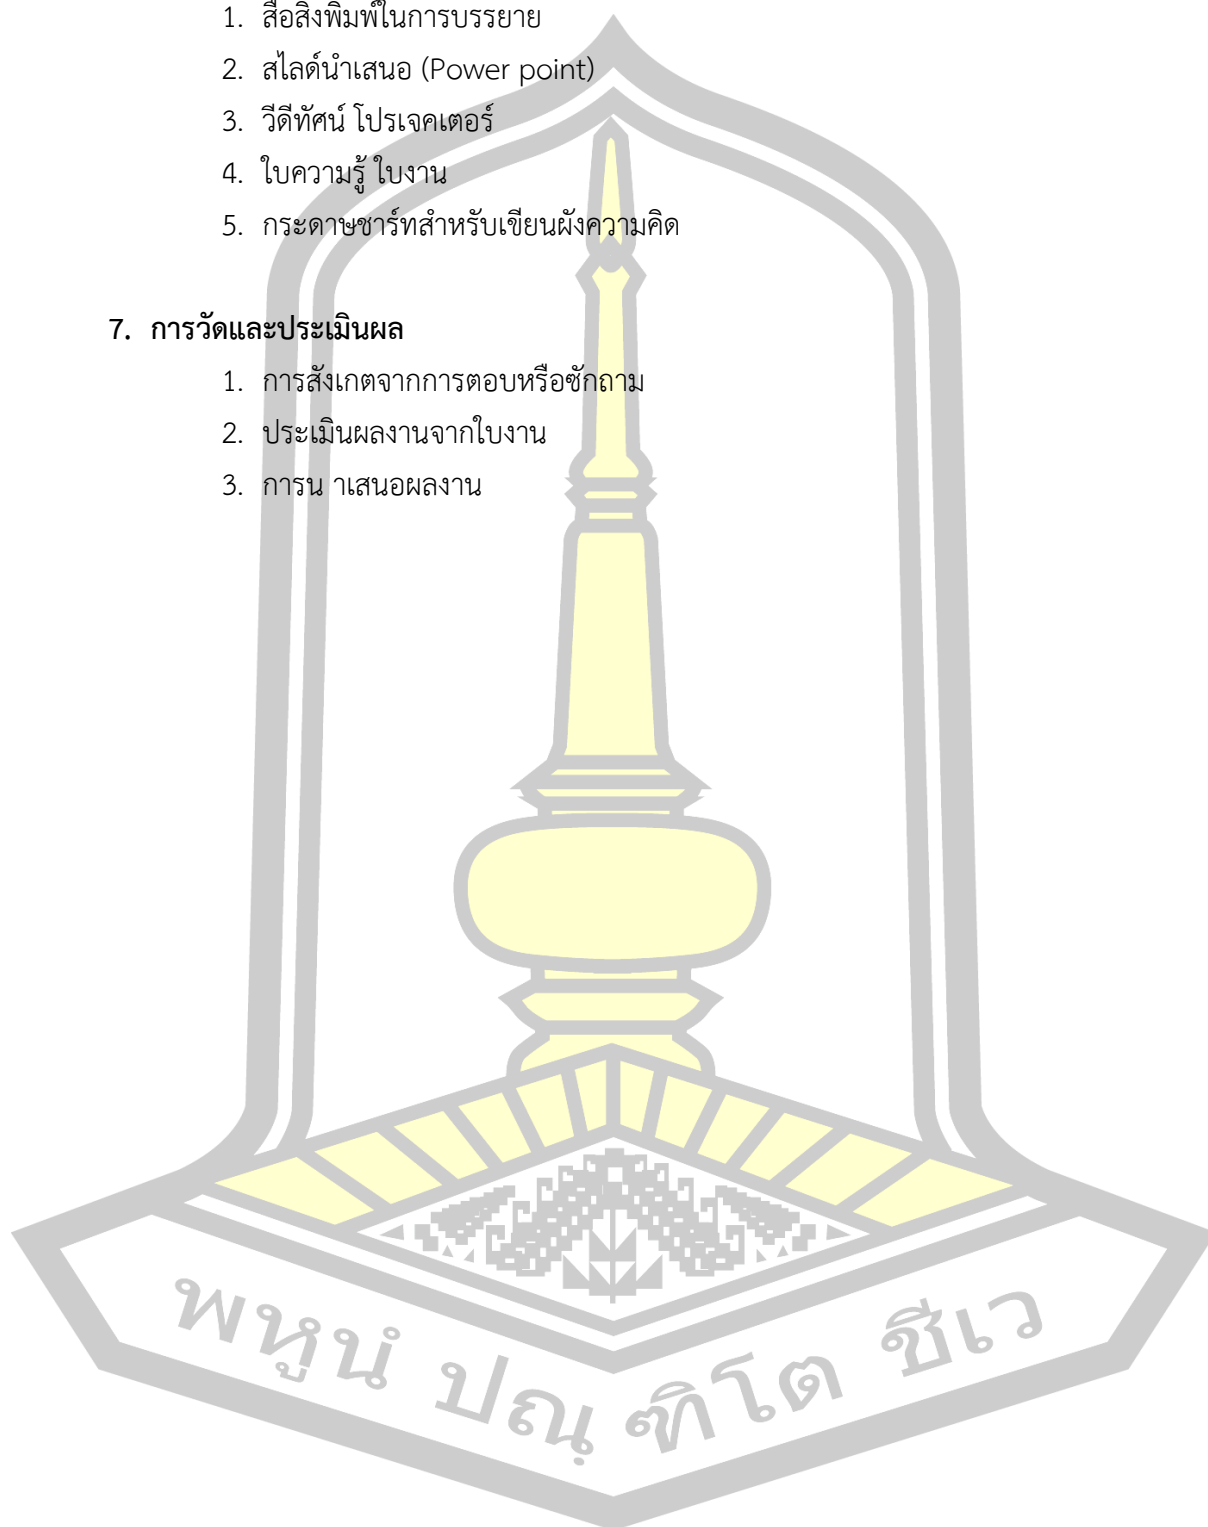 1. สื่อสิ่งพิมพ์ในการบรรยาย
2. สไลด์นำเสนอ (Power point)
3. วีดีทัศน์ โปรเจคเตอร์
4. ใบความรู้ ใบงาน
5. กระดาษชาร์ทสำหรับเขียนผังความคิด
7. การวัดและประเมินผล
1. การสังเกตจากการตอบหรือซักถาม
2. ประเมินผลงานจากใบงาน
3. การน าเสนอผลงาน
พหูนํ ปณฺฑิโต ชีเว